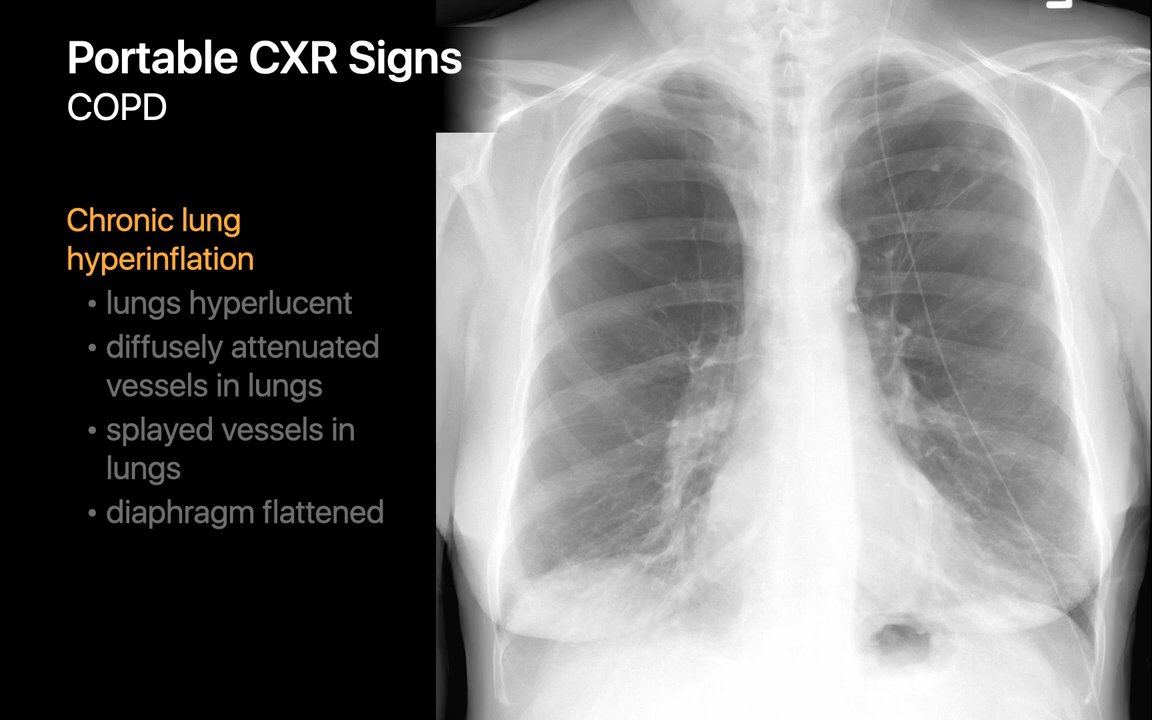 Portable CXR Signs
COPD
Chronic lung
hyperinflation
• lungs hyperlucent
• diffusely attenuated
vessels in lungs
• splayed vessels in
lungs
• diaphragm flattened